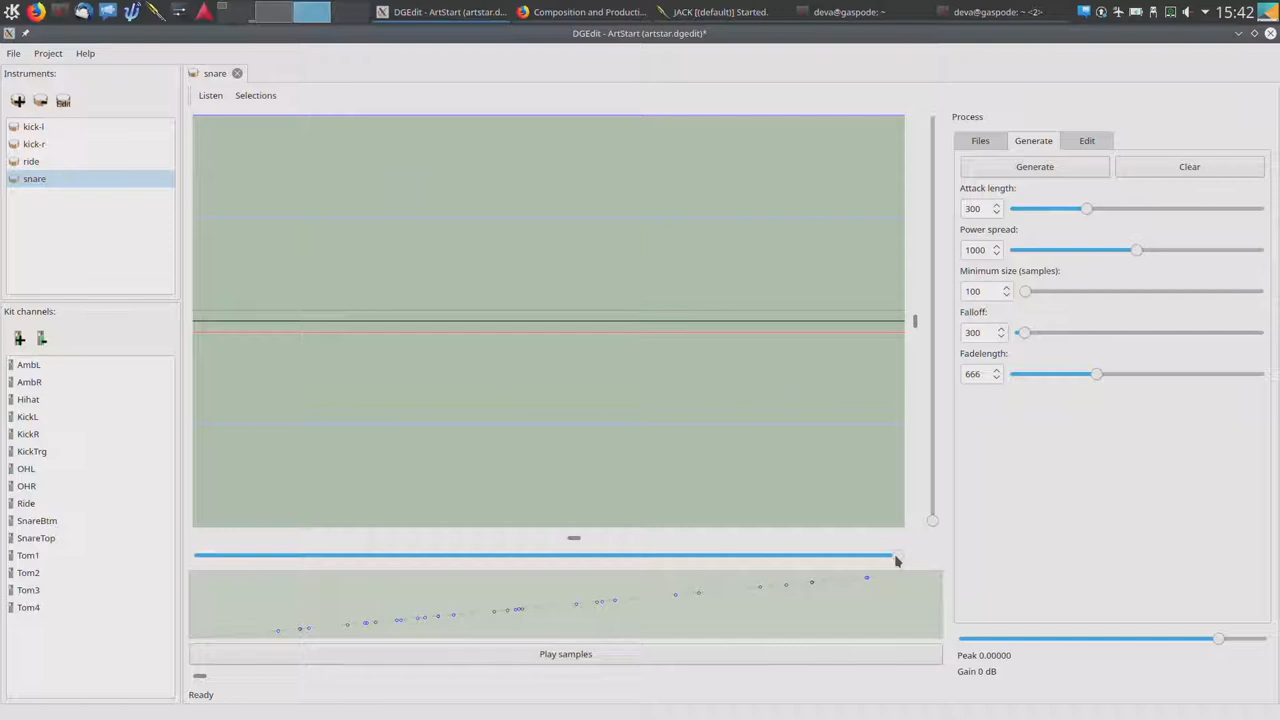 DGEdit - ArtStart (artstar.d...
Composition and Producti...
JACK [(default)] Started.
deva@gaspode: ~
deva@gaspode: ~ <2>
15:42
DGEdit - ArtStart (artstar.dgedit)*
File Project Help
Instruments:
Edit
kick-l
kick-r
ride
snare
Kit channels:
AmbL
AmbR
Hihat
KickL
KickR
KickTrg
OHL
OHR
Ride
SnareBtm
SnareTop
Tom1
Tom2
Tom3
Tom4
snare
Listen Selections
Play samples
Ready
Process
Files Generate Edit
Generate Clear
Attack length:
300
Power spread:
1000
Minimum size (samples):
100
Falloff:
300
Fadelength:
666
Peak 0.00000
Gain 0 dB